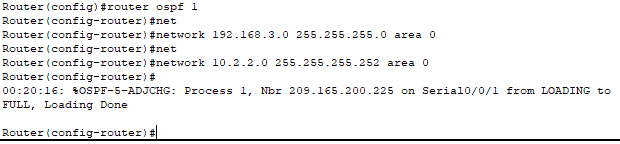 Router(config)#router ospf 1
Router(config-router)#net
Router(config-router)#network 192.168.3.0 255.255.255.0 area 0
Router(config-router)#net
Router(config-router)#network 10.2.2.0 255.255.255.252 area 0
Router(config-router)#
00:20:16: %OSPF-5-ADJCHG: Process 1, Nbr 209.165.200.225 on Serial0/0/1 from LOADING to
FULL, Loading Done
Router(config-router)#